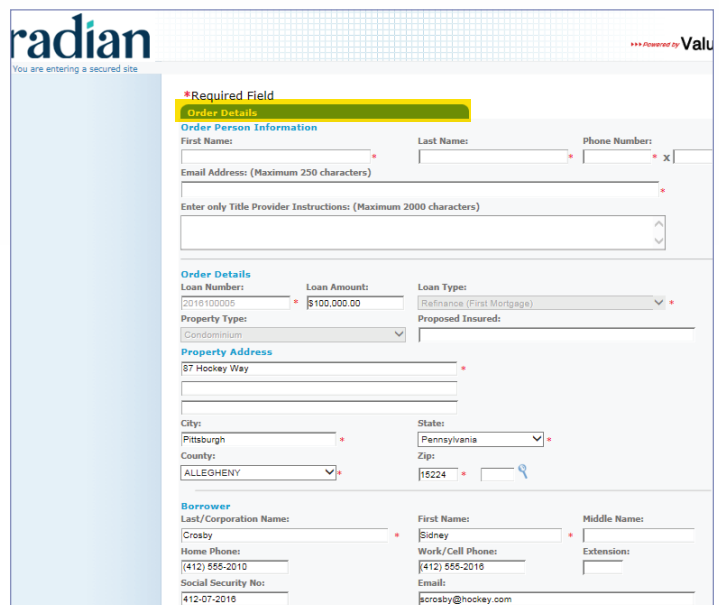 radian
▸▸▸ Powered by Valu
You are entering a secured site
*Required Field
Order Details
Order Person Information
First Name: Last Name: Phone Number:
* * * x
Email Address: (Maximum 250 characters)
*
Enter only Title Provider Instructions: (Maximum 2000 characters)
Order Details
Loan Number: Loan Amount: Loan Type:
2016100005 * $100,000.00 Refinance (First Mortgage) *
Property Type: Proposed Insured:
Condominium
Property Address
87 Hockey Way *
City: State:
Pittsburgh * Pennsylvania *
County: Zip:
ALLEGHENY * 15224 *
Borrower
Last/Corporation Name: First Name: Middle Name:
Crosby * Sidney *
Home Phone: Work/Cell Phone: Extension:
(412) 555-2010 (412) 555-2016
Social Security No: Email:
412-07-2016 scrosby@hockey.com